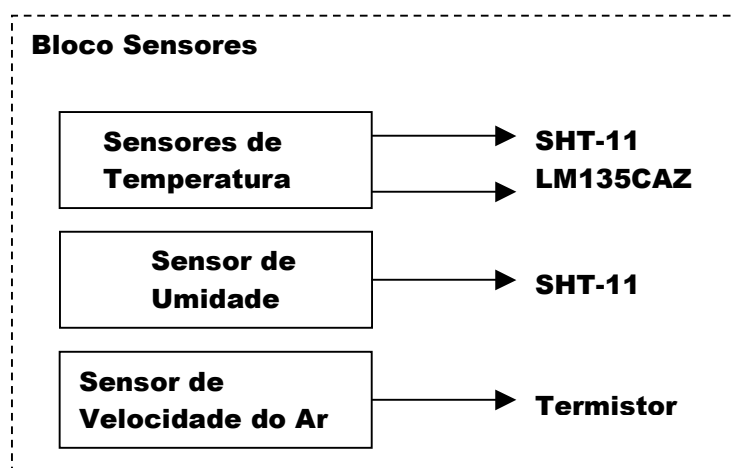 Bloco Sensores
Sensores de
Temperatura
SHT-11
LM135CAZ
Sensor de
Umidade
SHT-11
Sensor de
Velocidade do Ar
Termistor